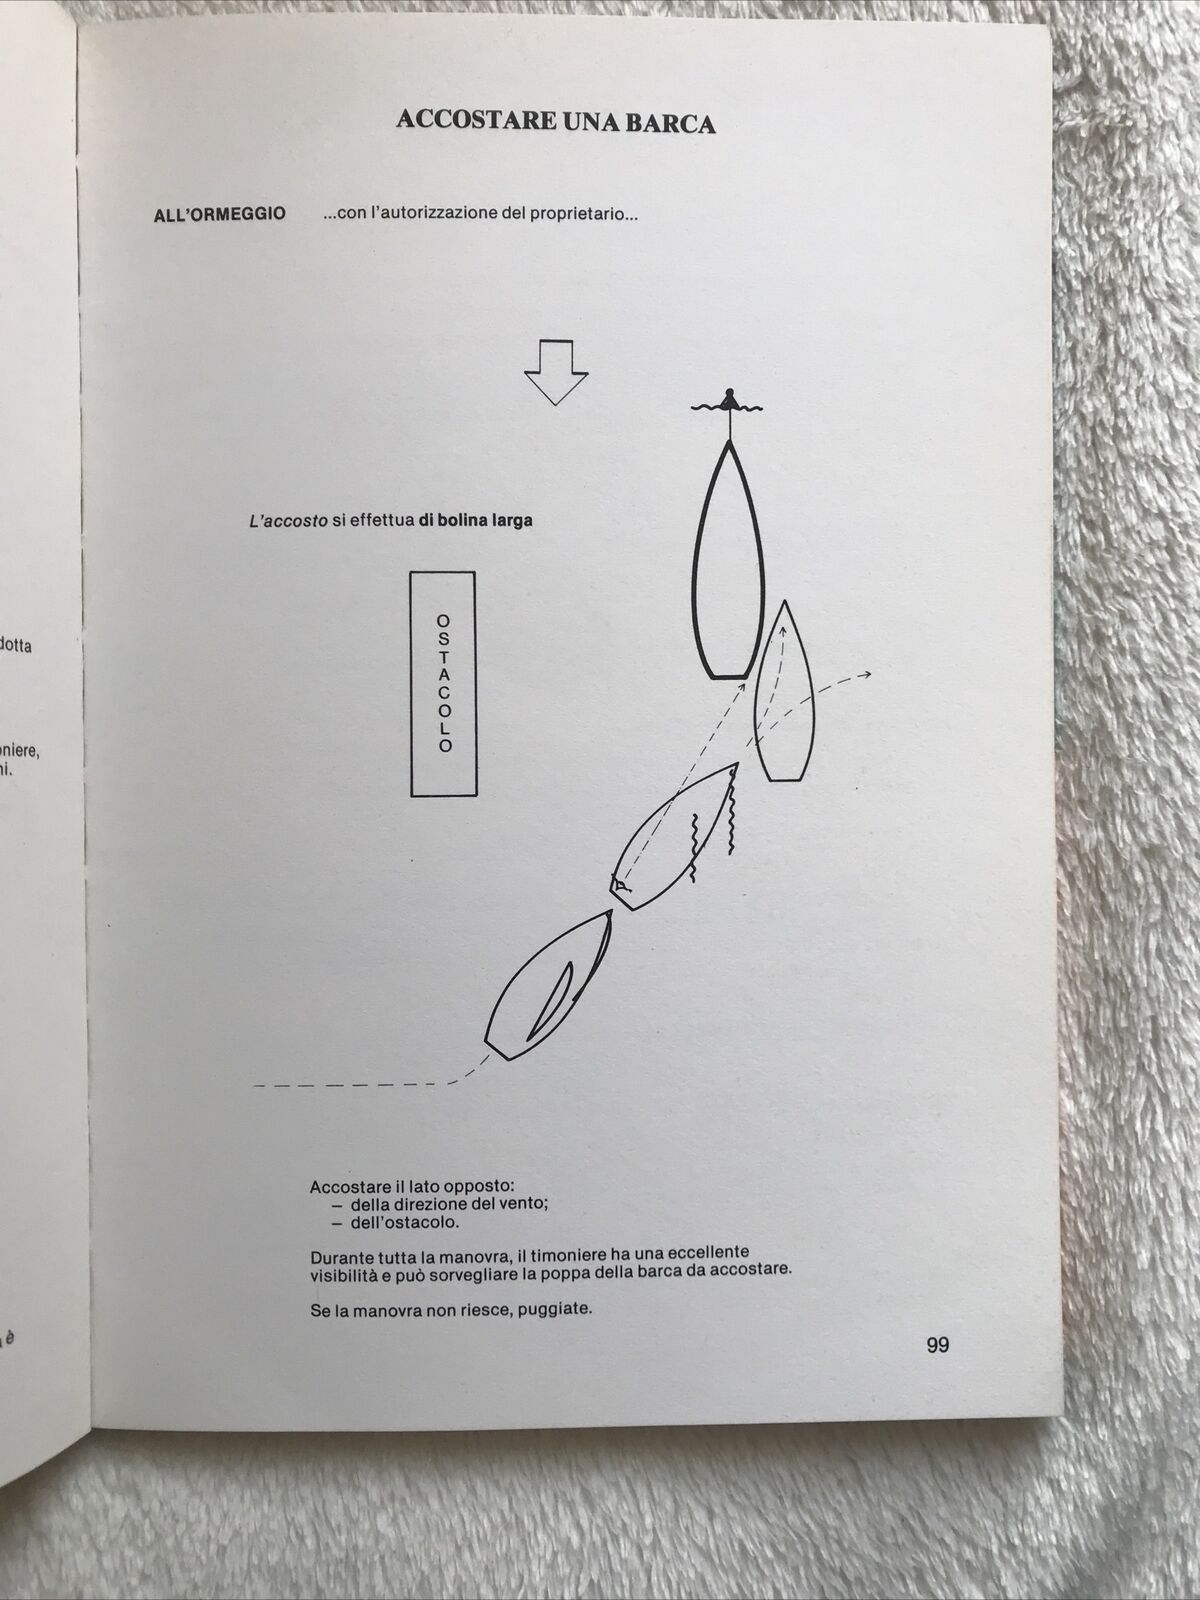 ACCOSTARE UNA BARCA
ALL'ORMEGGIO ...con l'autorizzazione del proprietario...
L'accosto si effettua di bolina larga
OSTACOLO
dotta
oniere,
ni.
Accostare il lato opposto:
– della direzione del vento;
– dell'ostacolo.
Durante tutta la manovra, il timoniere ha una eccellente
visibilità e può sorvegliare la poppa della barca da accostare.
Se la manovra non riesce, puggiate.
è
99